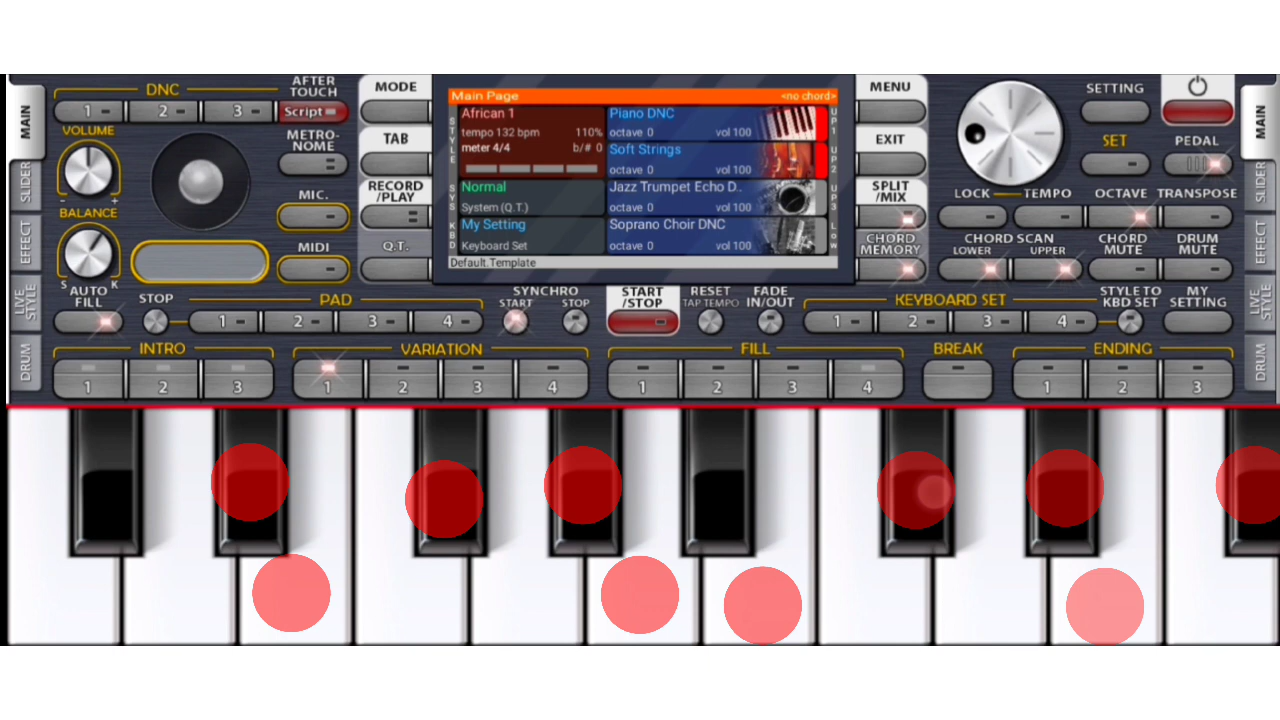 DNC
1 2 3
AFTER
TOUCH
Script
VOLUME
- +
BALANCE
S K
METRO-
NOME
MIC.
MIDI
MODE
TAB
RECORD
/PLAY
Q.T.
MAIN
SLIDER
EFFECT
LIVE
STYLE
DRUM
Main Page <no chord>
STYLE
African 1
tempo 132 bpm 110%
meter 4/4 b/# 0
SYS
Normal
System (Q.T.)
KBD
My Setting
Keyboard Set
Piano DNC
octave 0 vol 100
UP1
Soft Strings
octave 0 vol 100
UP2
Jazz Trumpet Echo D..
octave 0 vol 100
UP3
Soprano Choir DNC
octave 0 vol 100
Low
Default.Template
MENU
EXIT
SPLIT
/MIX
CHORD
MEMORY
SETTING
SET
PEDAL
LOCK TEMPO
OCTAVE
TRANSPOSE
CHORD SCAN
LOWER UPPER
CHORD
MUTE
DRUM
MUTE
MAIN
SLIDER
EFFECT
LIVE
STYLE
DRUM
AUTO
FILL
STOP
PAD
1 2 3 4
SYNCHRO
START STOP
START
/STOP
RESET
TAP TEMPO
FADE
IN/OUT
KEYBOARD SET
1 2 3 4
STYLE TO
KBD SET
MY
SETTING
INTRO
1 2 3
VARIATION
1 2 3 4
FILL
1 2 3 4
BREAK
ENDING
1 2 3